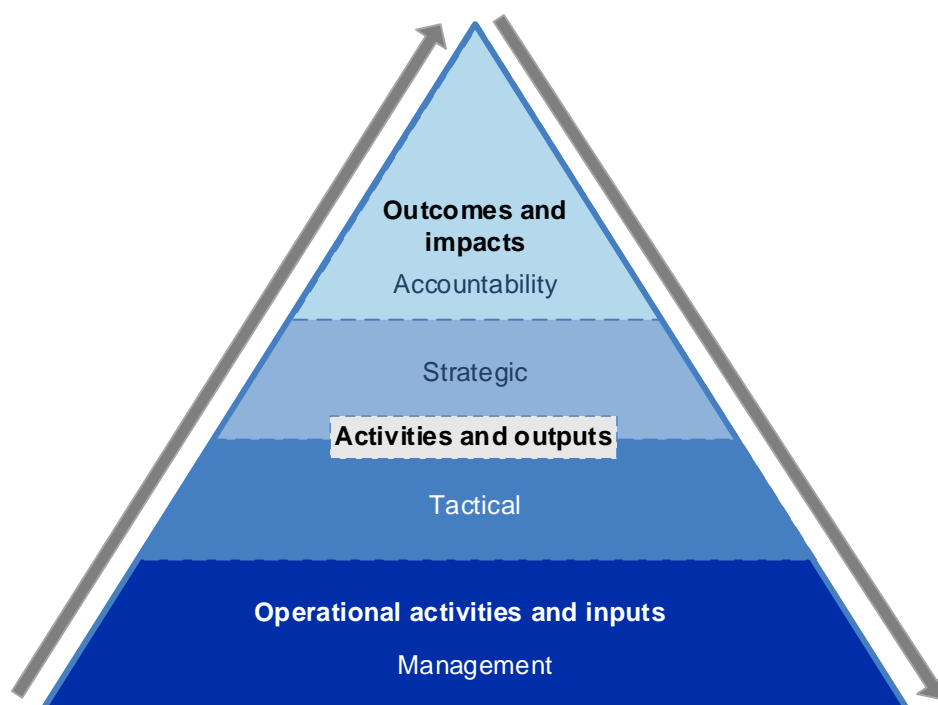 Outcomes and
impacts
Accountability
Strategic
Activities and outputs
Tactical
Operational activities and inputs
Management